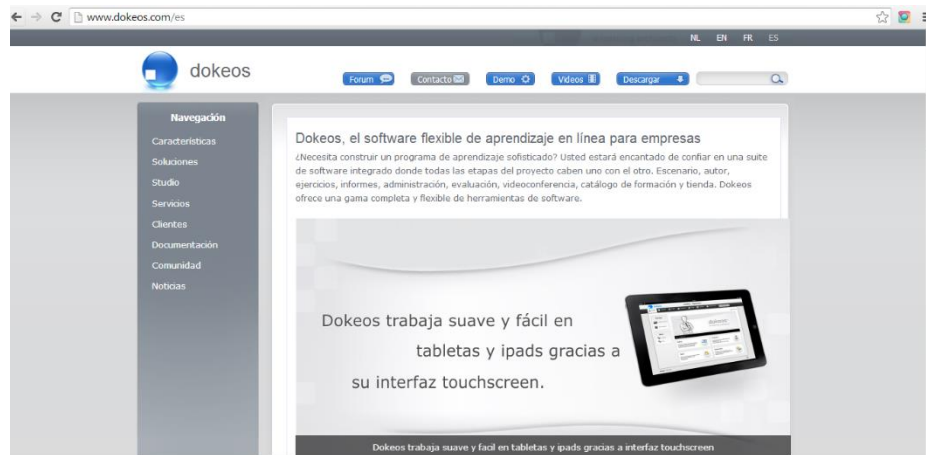 www.dokeos.com/es
NL EN FR ES
dokeos
Forum Contacto Demo Videos Descargar
Navegación
Características
Soluciones
Studio
Servicios
Clientes
Documentación
Comunidad
Noticias
Dokeos, el software flexible de aprendizaje en línea para empresas
¿Necesita construir un programa de aprendizaje sofisticado? Usted estará encantado de confiar en una suite
de software integrado donde todas las etapas del proyecto caben uno con el otro. Escenario, autor,
ejercicios, informes, administración, evaluación, videoconferencia, catálogo de formación y tienda. Dokeos
ofrece una gama completa y flexible de herramientas de software.
Dokeos trabaja suave y fácil en
tabletas y ipads gracias a
su interfaz touchscreen.
Dokeos trabaja suave y facil en tabletas y ipads gracias a interfaz touchscreen